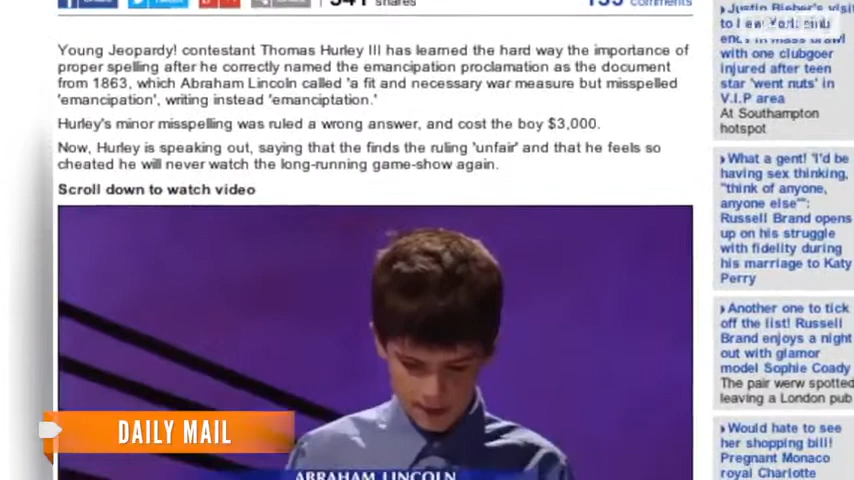 541 shares
155 comments
Young Jeopardy! contestant Thomas Hurley III has learned the hard way the importance of
proper spelling after he correctly named the emancipation proclamation as the document
from 1863, which Abraham Lincoln called 'a fit and necessary war measure but misspelled
'emancipation', writing instead 'emanciptation.'
Hurley's minor misspelling was ruled a wrong answer, and cost the boy $3,000.
Now, Hurley is speaking out, saying that the finds the ruling 'unfair' and that he feels so
cheated he will never watch the long-running game-show again.
Scroll down to watch video
ABRAHAM LINCOLN
DAILY MAIL
Justin Bieber's visit
to New York club
with one clubgoer
injured after teen
star 'went nuts' in
V.I.P area
At Southampton
hotspot
What a gent! 'I'd be
having sex thinking,
"think of anyone,
anyone else"':
Russell Brand opens
up on his struggle
with fidelity during
his marriage to Katy
Perry
Another one to tick
off the list! Russell
Brand enjoys a night
out with glamor
model Sophie Coady
The pair werw spotted
leaving a London pub
Would hate to see
her shopping bill!
Pregnant Monaco
royal Charlotte